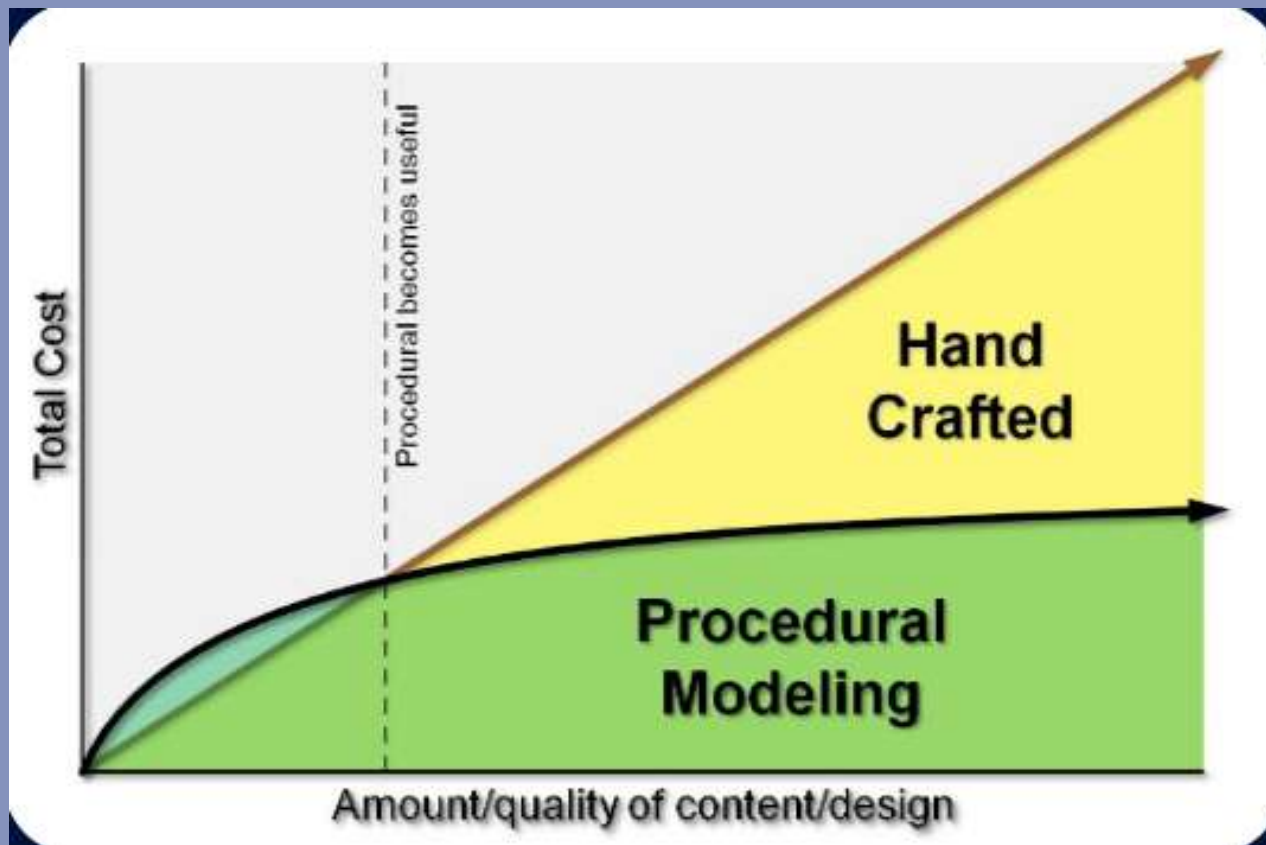 Total Cost
Procedural becomes useful
Hand
Crafted
Procedural
Modeling
Amount/quality of content/design